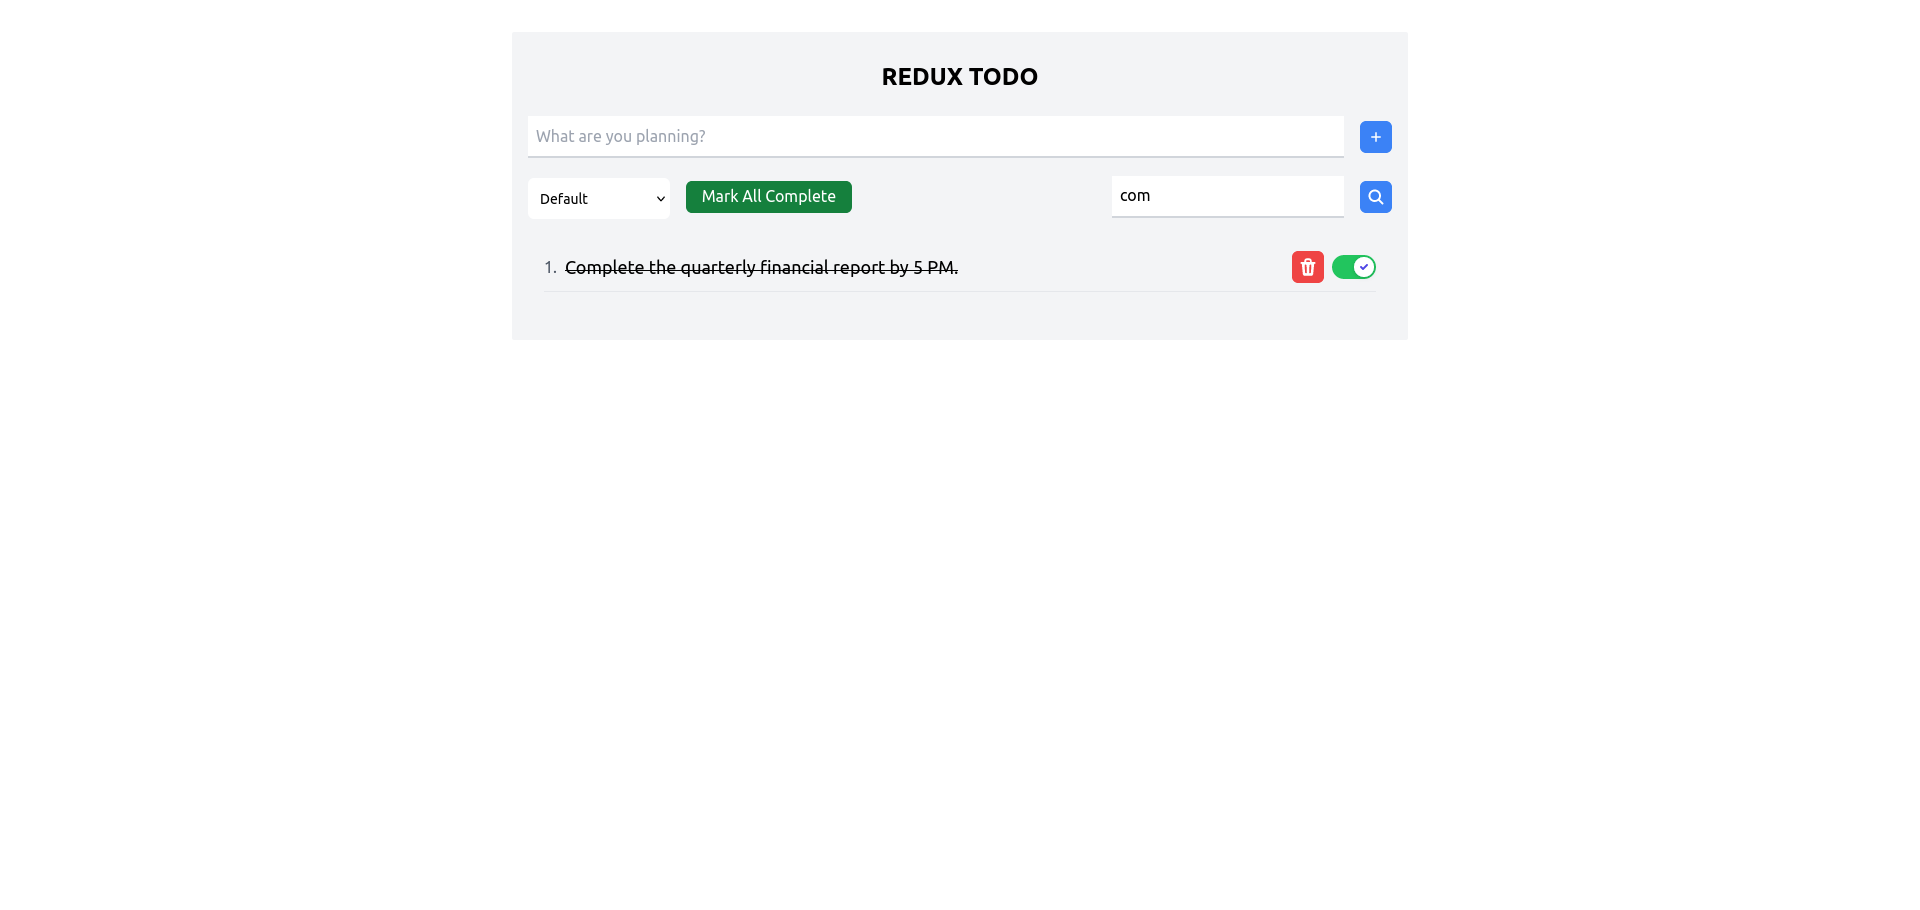 REDUX TODO
What are you planning?
Default
Mark All Complete
com
1. Complete the quarterly financial report by 5 PM.